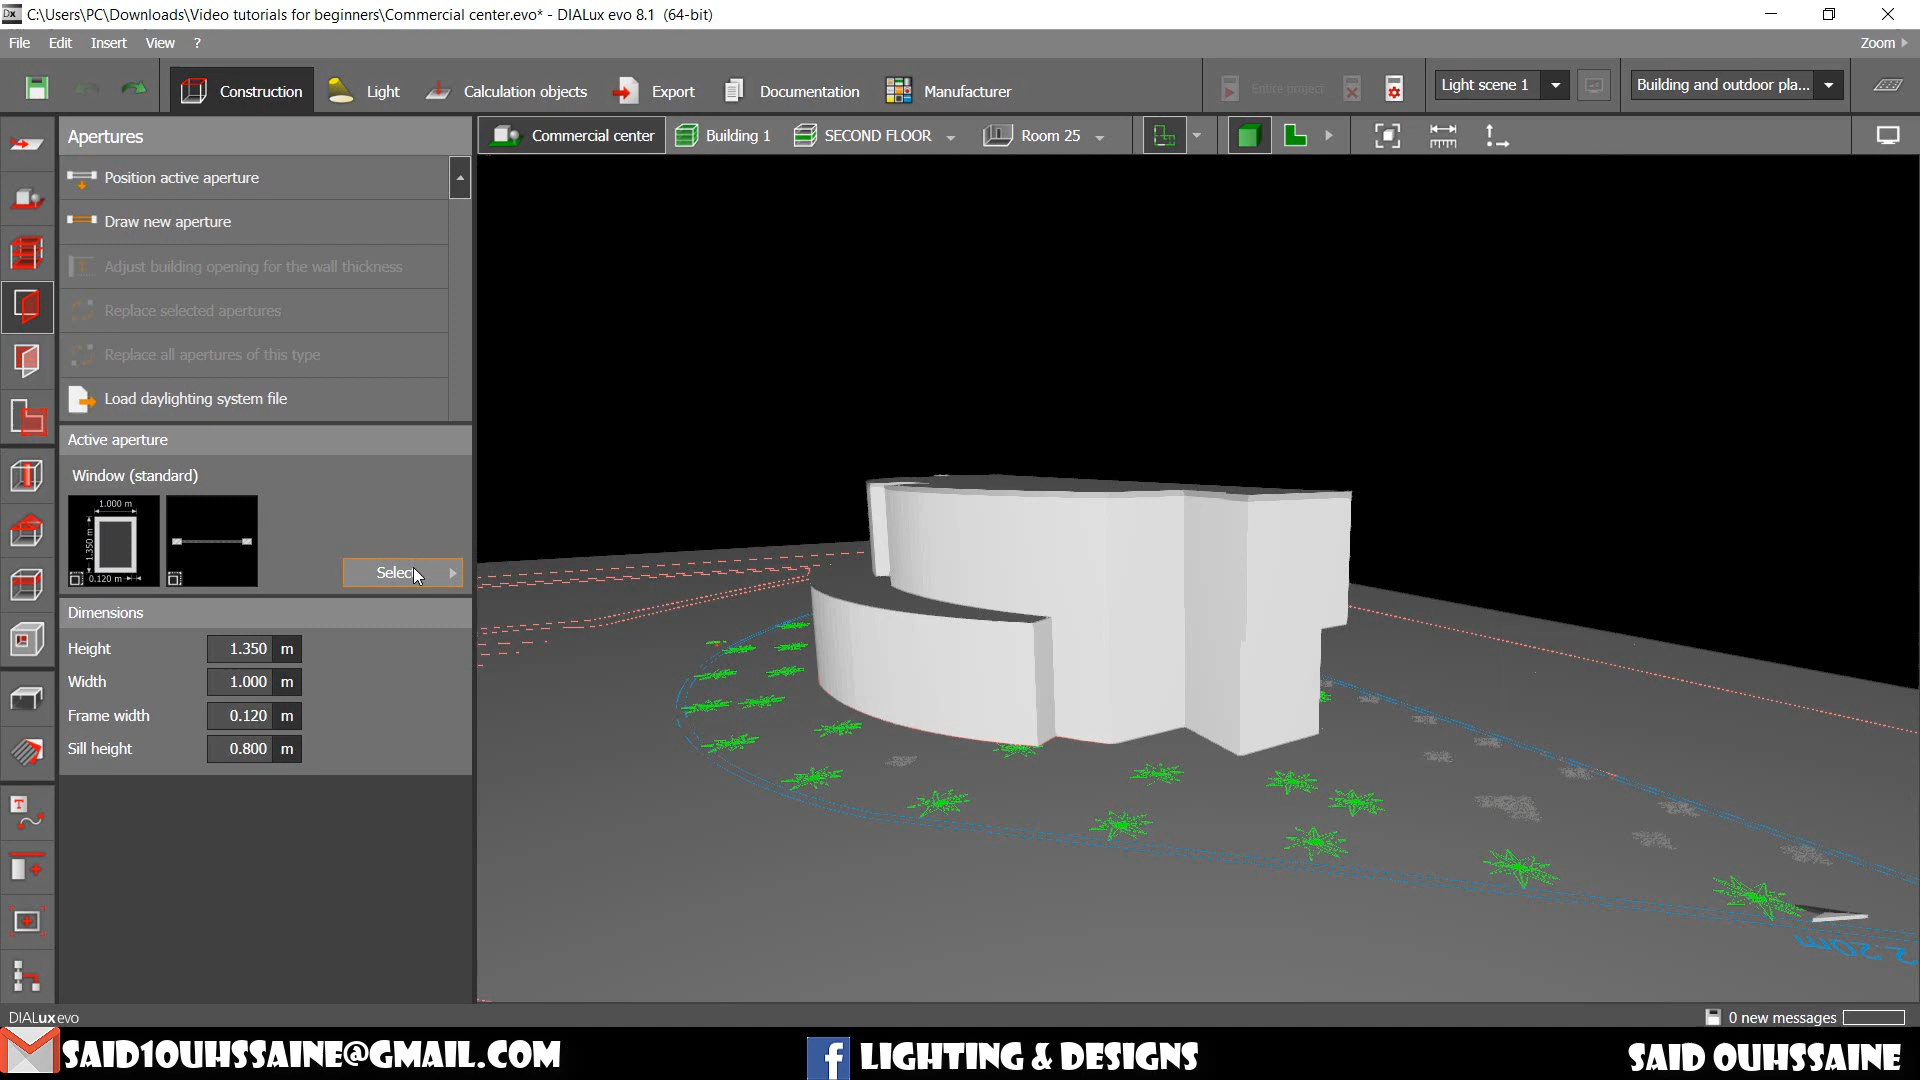 C:\Users\PC\Downloads\Video tutorials for beginners\Commercial center.evo* - DIALux evo 8.1 (64-bit)
File Edit Insert View ? Zoom
Construction Light Calculation objects Export Documentation Manufacturer Entire project Light scene 1 Building and outdoor pla...
Apertures
Commercial center Building 1 SECOND FLOOR Room 25
Position active aperture
Draw new aperture
Adjust building opening for the wall thickness
Replace selected apertures
Replace all apertures of this type
Load daylighting system file
Active aperture
Window (standard)
1.000 m
1.350 m
0.120 m
Select
Dimensions
Height 1.350 m
Width 1.000 m
Frame width 0.120 m
Sill height 0.800 m
2.20m
DIALux evo
0 new messages
SAID1OUHSSAINE@GMAIL.COM
LIGHTING & DESIGNS
SAID OUHSSAINE